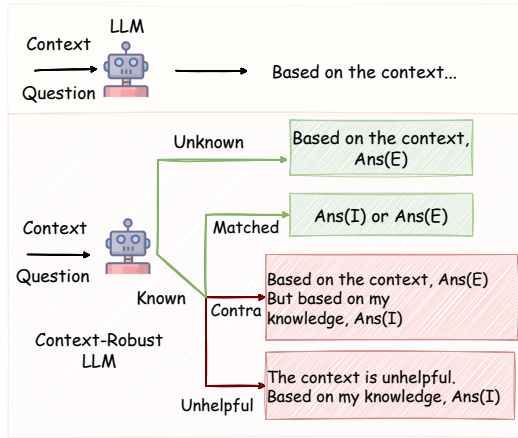 LLM
Context
Question
Based on the context...
Unknown
Based on the context,
Ans(E)
Matched
Ans(I) or Ans(E)
Context
Question
Known
Contra
Based on the context, Ans(E)
But based on my
knowledge, Ans(I)
Context-Robust
LLM
Unhelpful
The context is unhelpful.
Based on my knowledge, Ans(I)